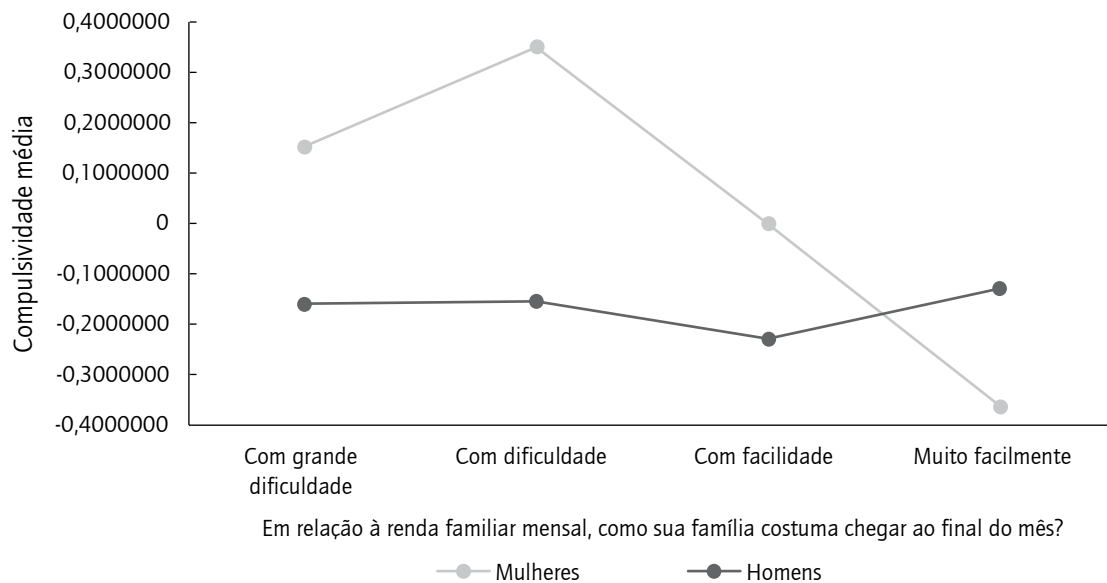 0,4000000
0,3000000
0,2000000
0,1000000
0
-0,1000000
-0,2000000
-0,3000000
-0,4000000
Compulsividade média
Com grande
dificuldade
Com dificuldade
Com facilidade
Muito facilmente
Em relação à renda familiar mensal, como sua família costuma chegar ao final do mês?
Mulheres
Homens